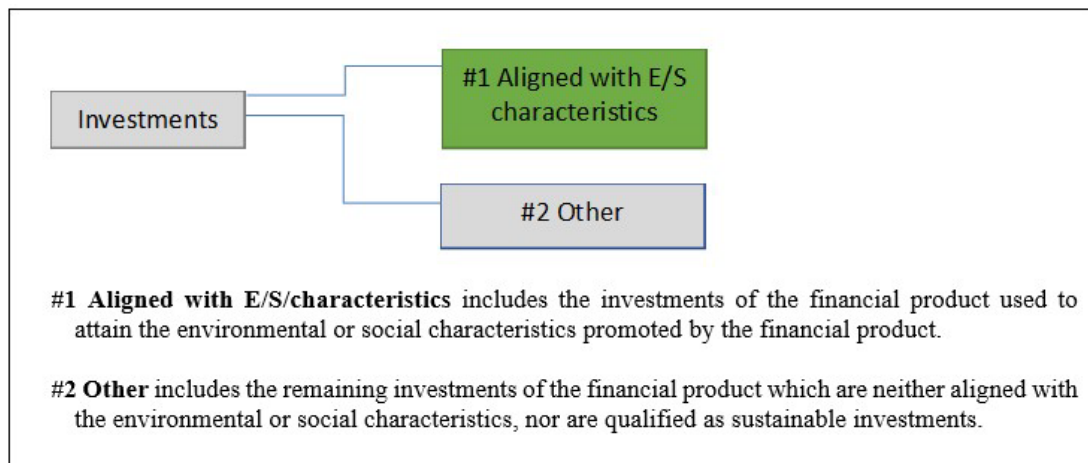 #1 Aligned with E/S
characteristics
Investments
#2 Other
#1 Aligned with E/S/characteristics includes the investments of the financial product used to
attain the environmental or social characteristics promoted by the financial product.
#2 Other includes the remaining investments of the financial product which are neither aligned with
the environmental or social characteristics, nor are qualified as sustainable investments.